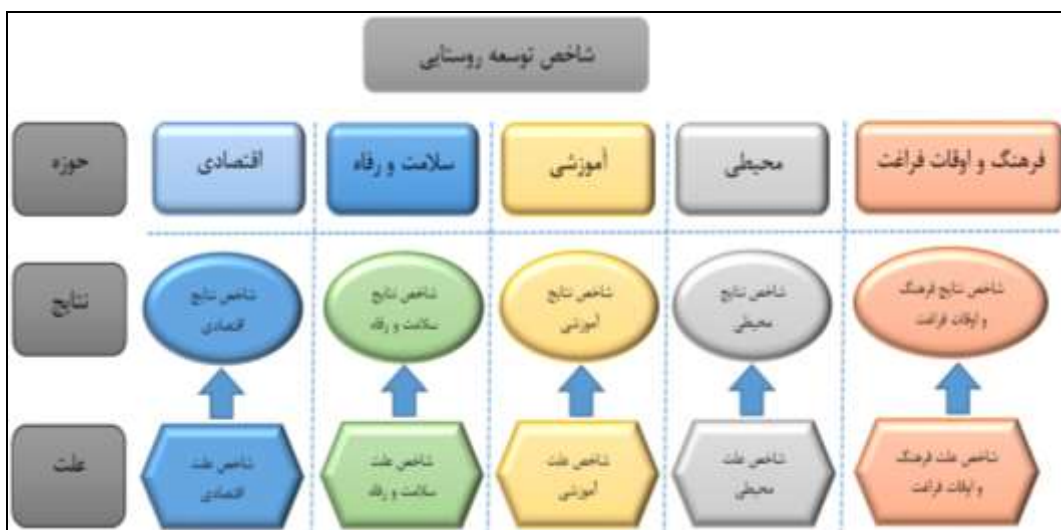 شاخص توسعه روستایی
حوزه
اقتصادی
سلامت و رفاه
آموزشی
محیطی
فرهنگ و اوقات فراغت
نتایج
شاخص نتایج
اقتصادی
شاخص نتایج
سلامت و رفاه
شاخص نتایج
آموزشی
شاخص نتایج
محیطی
شاخص نتایج فرهنگ
و اوقات فراغت
علت
شاخص علت
اقتصادی
شاخص علت
سلامت و رفاه
شاخص علت
آموزشی
شاخص علت
محیطی
شاخص علت فرهنگ
و اوقات فراغت